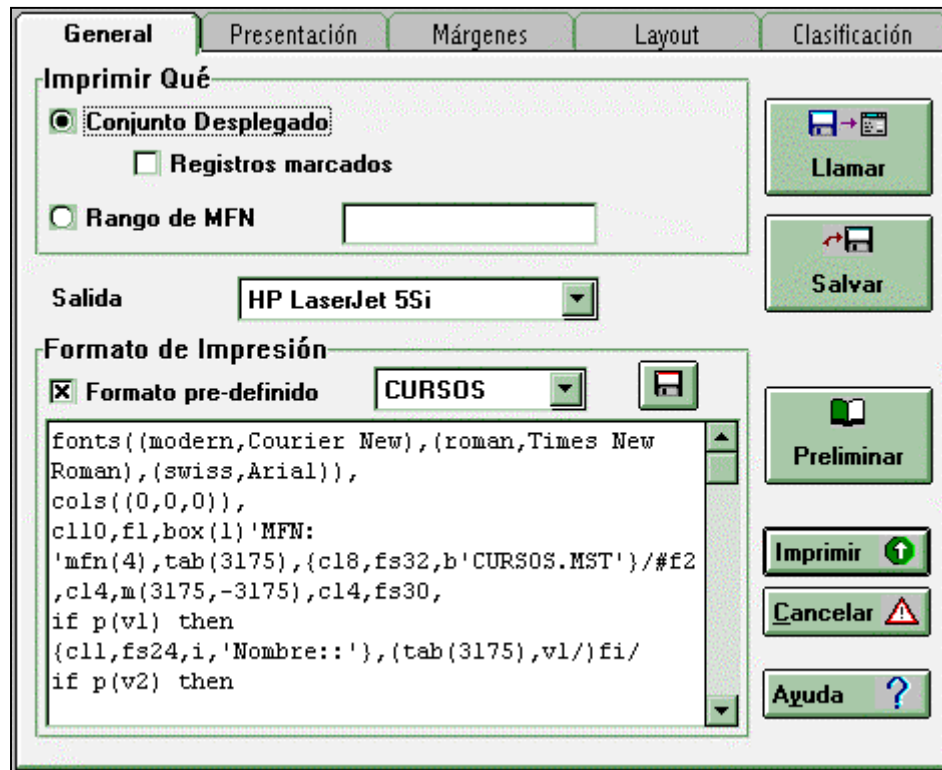 General Presentación Márgenes Layout Clasificación
Imprimir Qué
Conjunto Desplegado
Registros marcados
Rango de MFN
Llamar
Salvar
Salida HP LaserJet 5Si
Formato de Impresión
Formato pre-definido CURSOS
fonts((modern,Courier New),(roman,Times New
Roman),(swiss,Arial)),
cols((0,0,0)),
cl10,f1,box(1)'MFN:
'mfn(4),tab(3175),{cl8,fs32,b'CURSOS.MST'}/#f2
,cl4,m(3175,-3175),cl4,fs30,
if p(v1) then
{cl1,fs24,i,'Nombre::'},(tab(3175),v1/)fi/
if p(v2) then
Preliminar
Imprimir
Cancelar
Ayuda ?